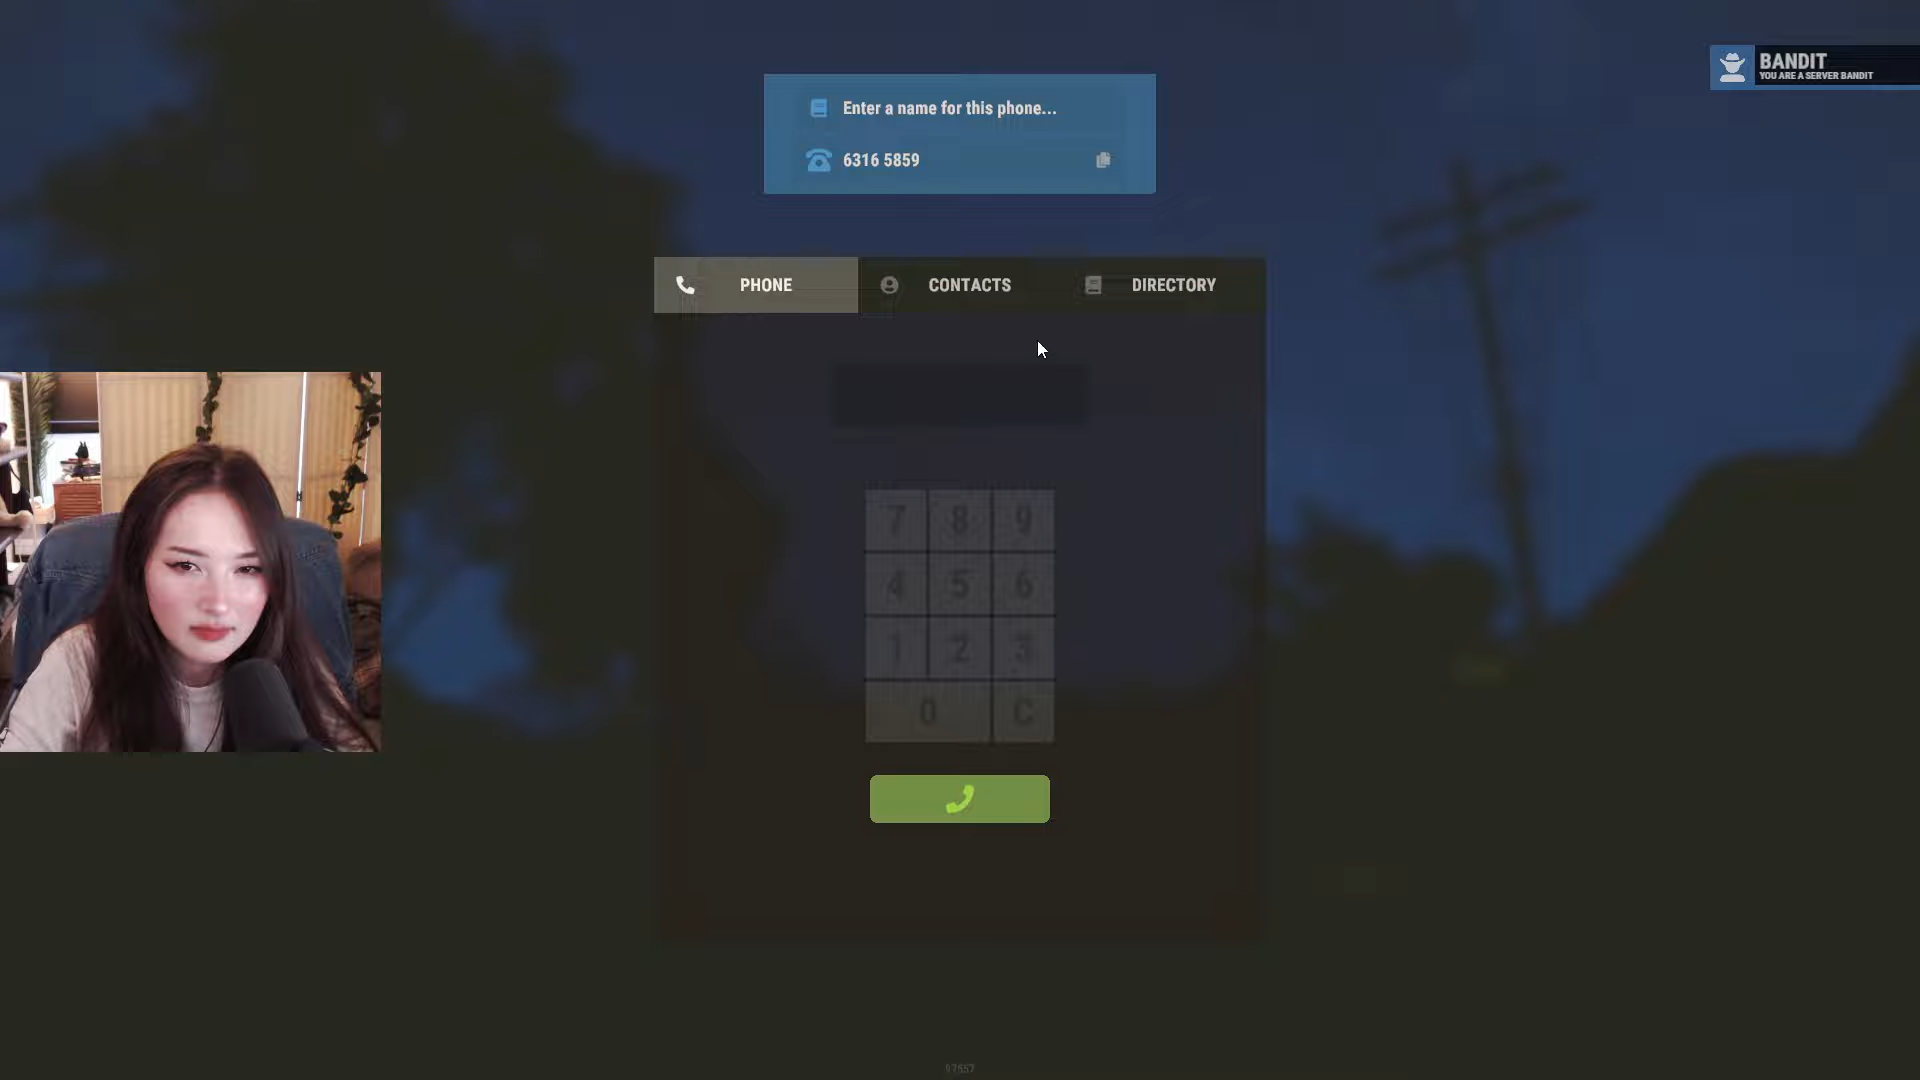 BANDIT
YOU ARE A SERVER BANDIT
Enter a name for this phone...
6316 5859
PHONE
CONTACTS
DIRECTORY
7 8 9
4 5 6
1 2 3
0 C
97557